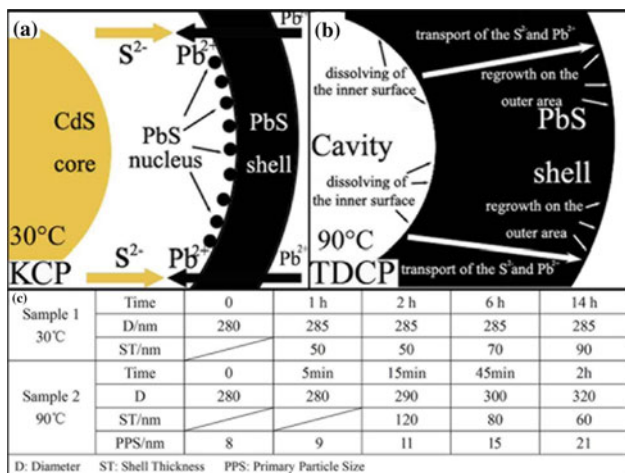 (a)
S²⁻
Pb²⁺
Pb²⁺
CdS
core
PbS
nucleus
PbS
shell
30°C
KCP
S²⁻
Pb²⁺
Pb²⁺
(b)
transport of the S²⁻and Pb²⁺
dissolving of
the inner surface
regrowth on the
outer area
PbS
Cavity
shell
dissolving of
the inner surface
regrowth on the
outer area
90°C
TDCP
transport of the S²⁻and Pb²⁺
(c)
Sample 1
30℃
Time 0 1 h 2 h 6 h 14 h
D/nm 280 285 285 285 285
ST/nm 50 50 70 90
Sample 2
90℃
Time 0 5min 15min 45min 2h
D 280 280 290 300 320
ST/nm 120 80 60
PPS/nm 8 9 11 15 21
D: Diameter ST: Shell Thickness PPS: Primary Particle Size